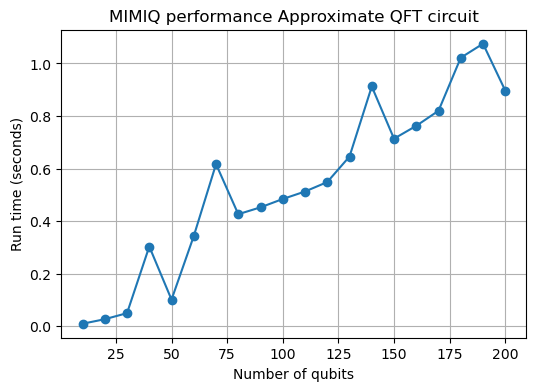 MIMIQ performance Approximate QFT circuit
1.0
0.8
0.6
0.4
0.2
0.0
Run time (seconds)
25 50 75 100 125 150 175 200
Number of qubits